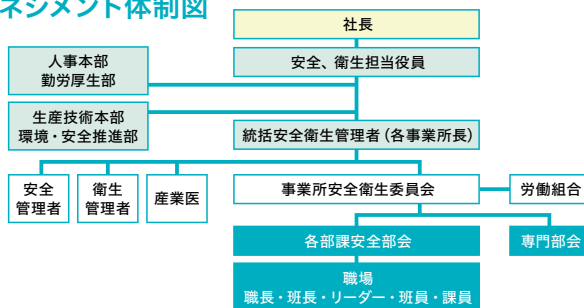 ネジメント体制図
社長
人事本部
勤労厚生部
安全、衛生担当役員
生産技術本部
環境・安全推進部
統括安全衛生管理者（各事業所長）
安全
管理者
衛生
管理者
産業医
事業所安全衛生委員会
労働組合
各部課安全部会
専門部会
職場
職長・班長・リーダー・班員・課員